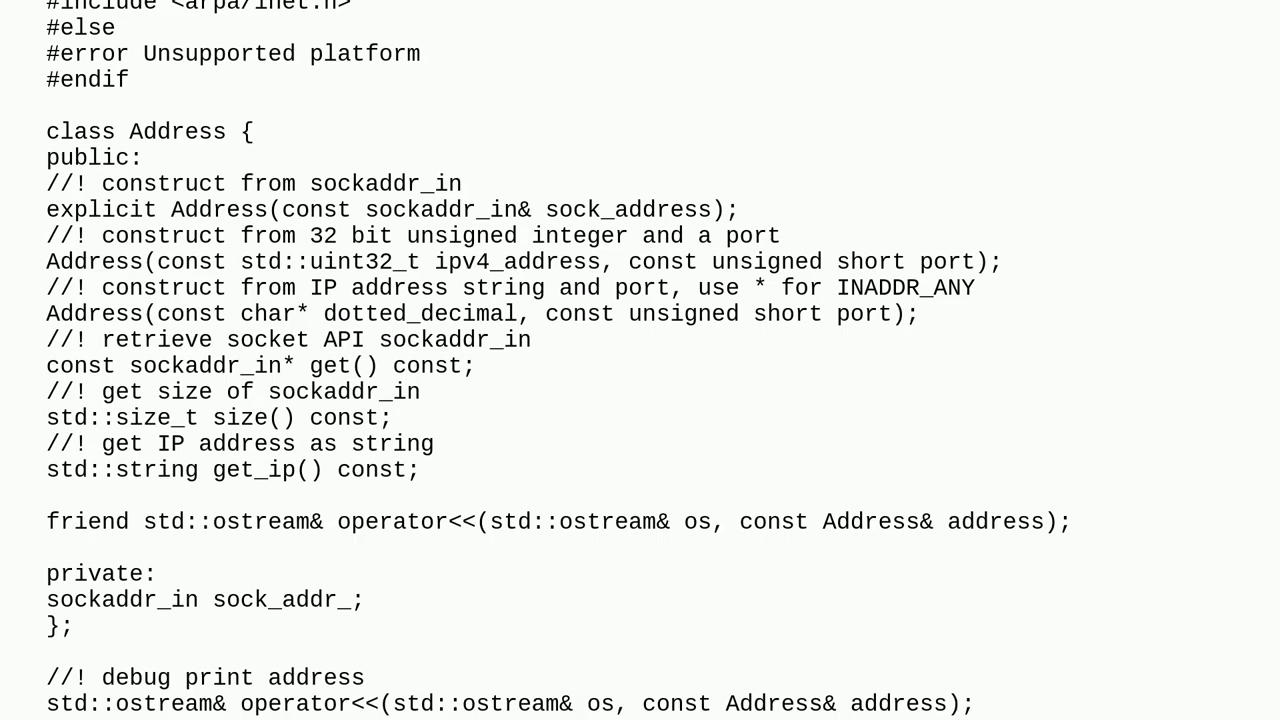 #include <arpa/inet.h>
#else
#error Unsupported platform
#endif
class Address {
public:
//! construct from sockaddr_in
explicit Address(const sockaddr_in& sock_address);
//! construct from 32 bit unsigned integer and a port
Address(const std::uint32_t ipv4_address, const unsigned short port);
//! construct from IP address string and port, use * for INADDR_ANY
Address(const char* dotted_decimal, const unsigned short port);
//! retrieve socket API sockaddr_in
const sockaddr_in* get() const;
//! get size of sockaddr_in
std::size_t size() const;
//! get IP address as string
std::string get_ip() const;
friend std::ostream& operator<<(std::ostream& os, const Address& address);
private:
sockaddr_in sock_addr_;
};
//! debug print address
std::ostream& operator<<(std::ostream& os, const Address& address);